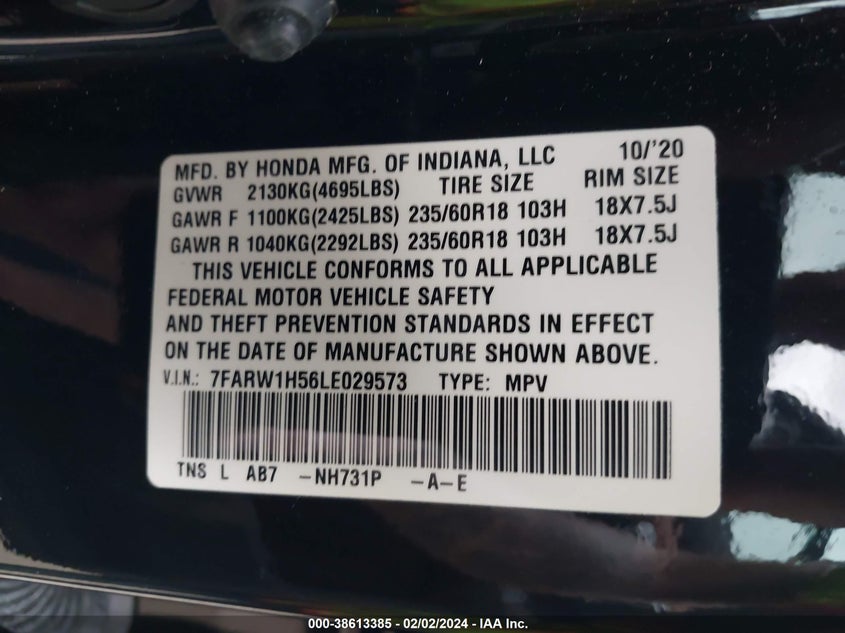 MFD. BY HONDA MFG. OF INDIANA, LLC 10/'20
GVWR 2130KG(4695LBS) TIRE SIZE RIM SIZE
GAWR F 1100KG(2425LBS) 235/60R18 103H 18X7.5J
GAWR R 1040KG(2292LBS) 235/60R18 103H 18X7.5J
THIS VEHICLE CONFORMS TO ALL APPLICABLE
FEDERAL MOTOR VEHICLE SAFETY
AND THEFT PREVENTION STANDARDS IN EFFECT
ON THE DATE OF MANUFACTURE SHOWN ABOVE.
V.I.N.: 7FARW1H56LE029573 TYPE: MPV
TNS L AB7 -NH731P -A-E
000-38613385 - 02/02/2024 - IAA Inc.